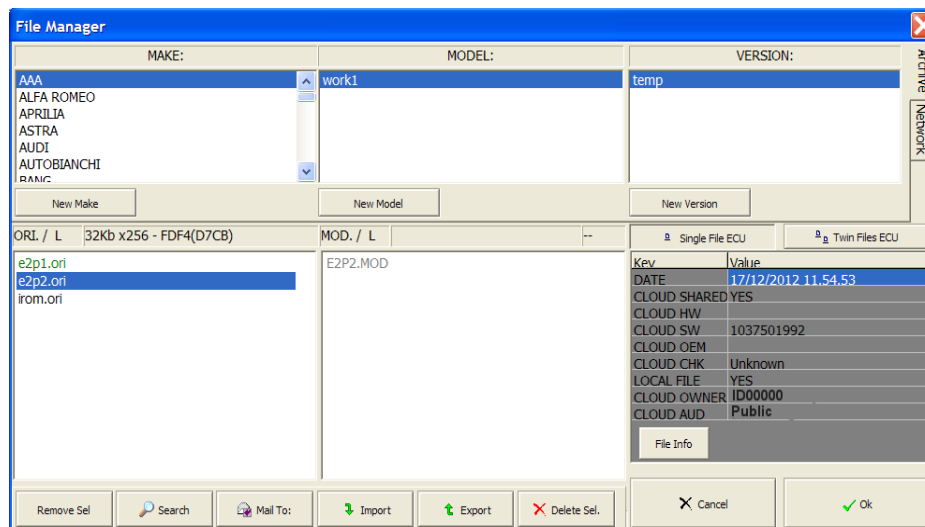 File Manager
MAKE:
MODEL:
VERSION:
Archive
Network
AAA
ALFA ROMEO
APRILIA
ASTRA
AUDI
AUTOBIANCHI
BANG
work1
temp
New Make
New Model
New Version
ORI. / L
32Kb x256 - FDF4(D7CB)
MOD. / L
--
Single File ECU
Twin Files ECU
e2p1.ori
e2p2.ori
irom.ori
E2P2.MOD
Key Value
DATE 17/12/2012 11.54.53
CLOUD SHARED YES
CLOUD HW
CLOUD SW 1037501992
CLOUD OEM
CLOUD CHK Unknown
LOCAL FILE YES
CLOUD OWNER ID00000
CLOUD AUD Public
File Info
Remove Sel
Search
Mail To:
Import
Export
Delete Sel.
Cancel
Ok